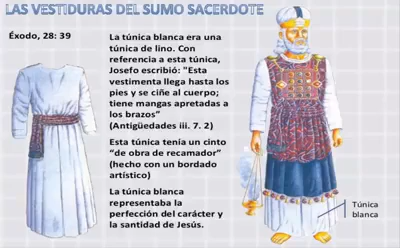 LAS VESTIDURAS DEL SUMO SACERDOTE
Éxodo, 28: 39
La túnica blanca era una
túnica de lino. Con
referencia a esta túnica,
Josefo escribió: "Esta
vestimenta llega hasta los
pies y se ciñe al cuerpo;
tiene mangas apretadas a
los brazos”
(Antigüedades iii. 7. 2)
Esta túnica tenía un cinto
“de obra de recamador”
(hecho con un bordado
artístico)
La túnica blanca
representaba la
perfección del carácter y
la santidad de Jesús.
Túnica
blanca